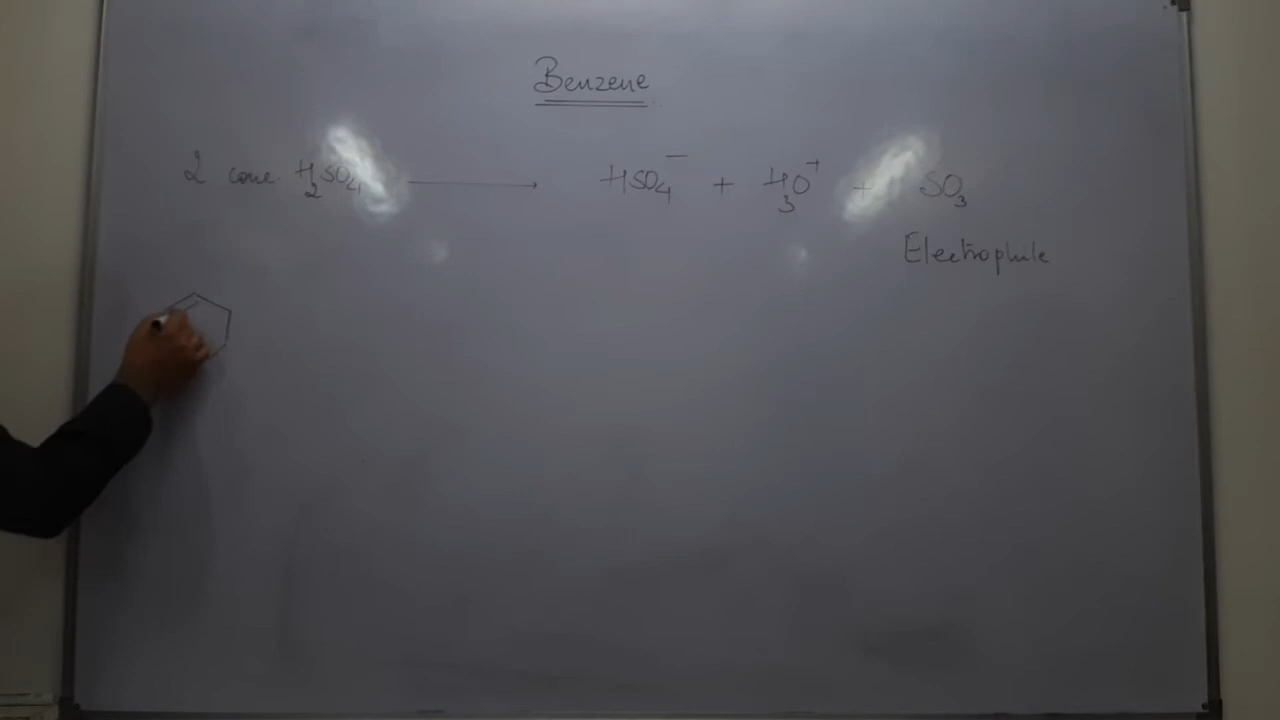 Benzene
2 conc. H2SO4 ⟶ HSO4⁻ + H3O⁺ + SO3
Electrophile